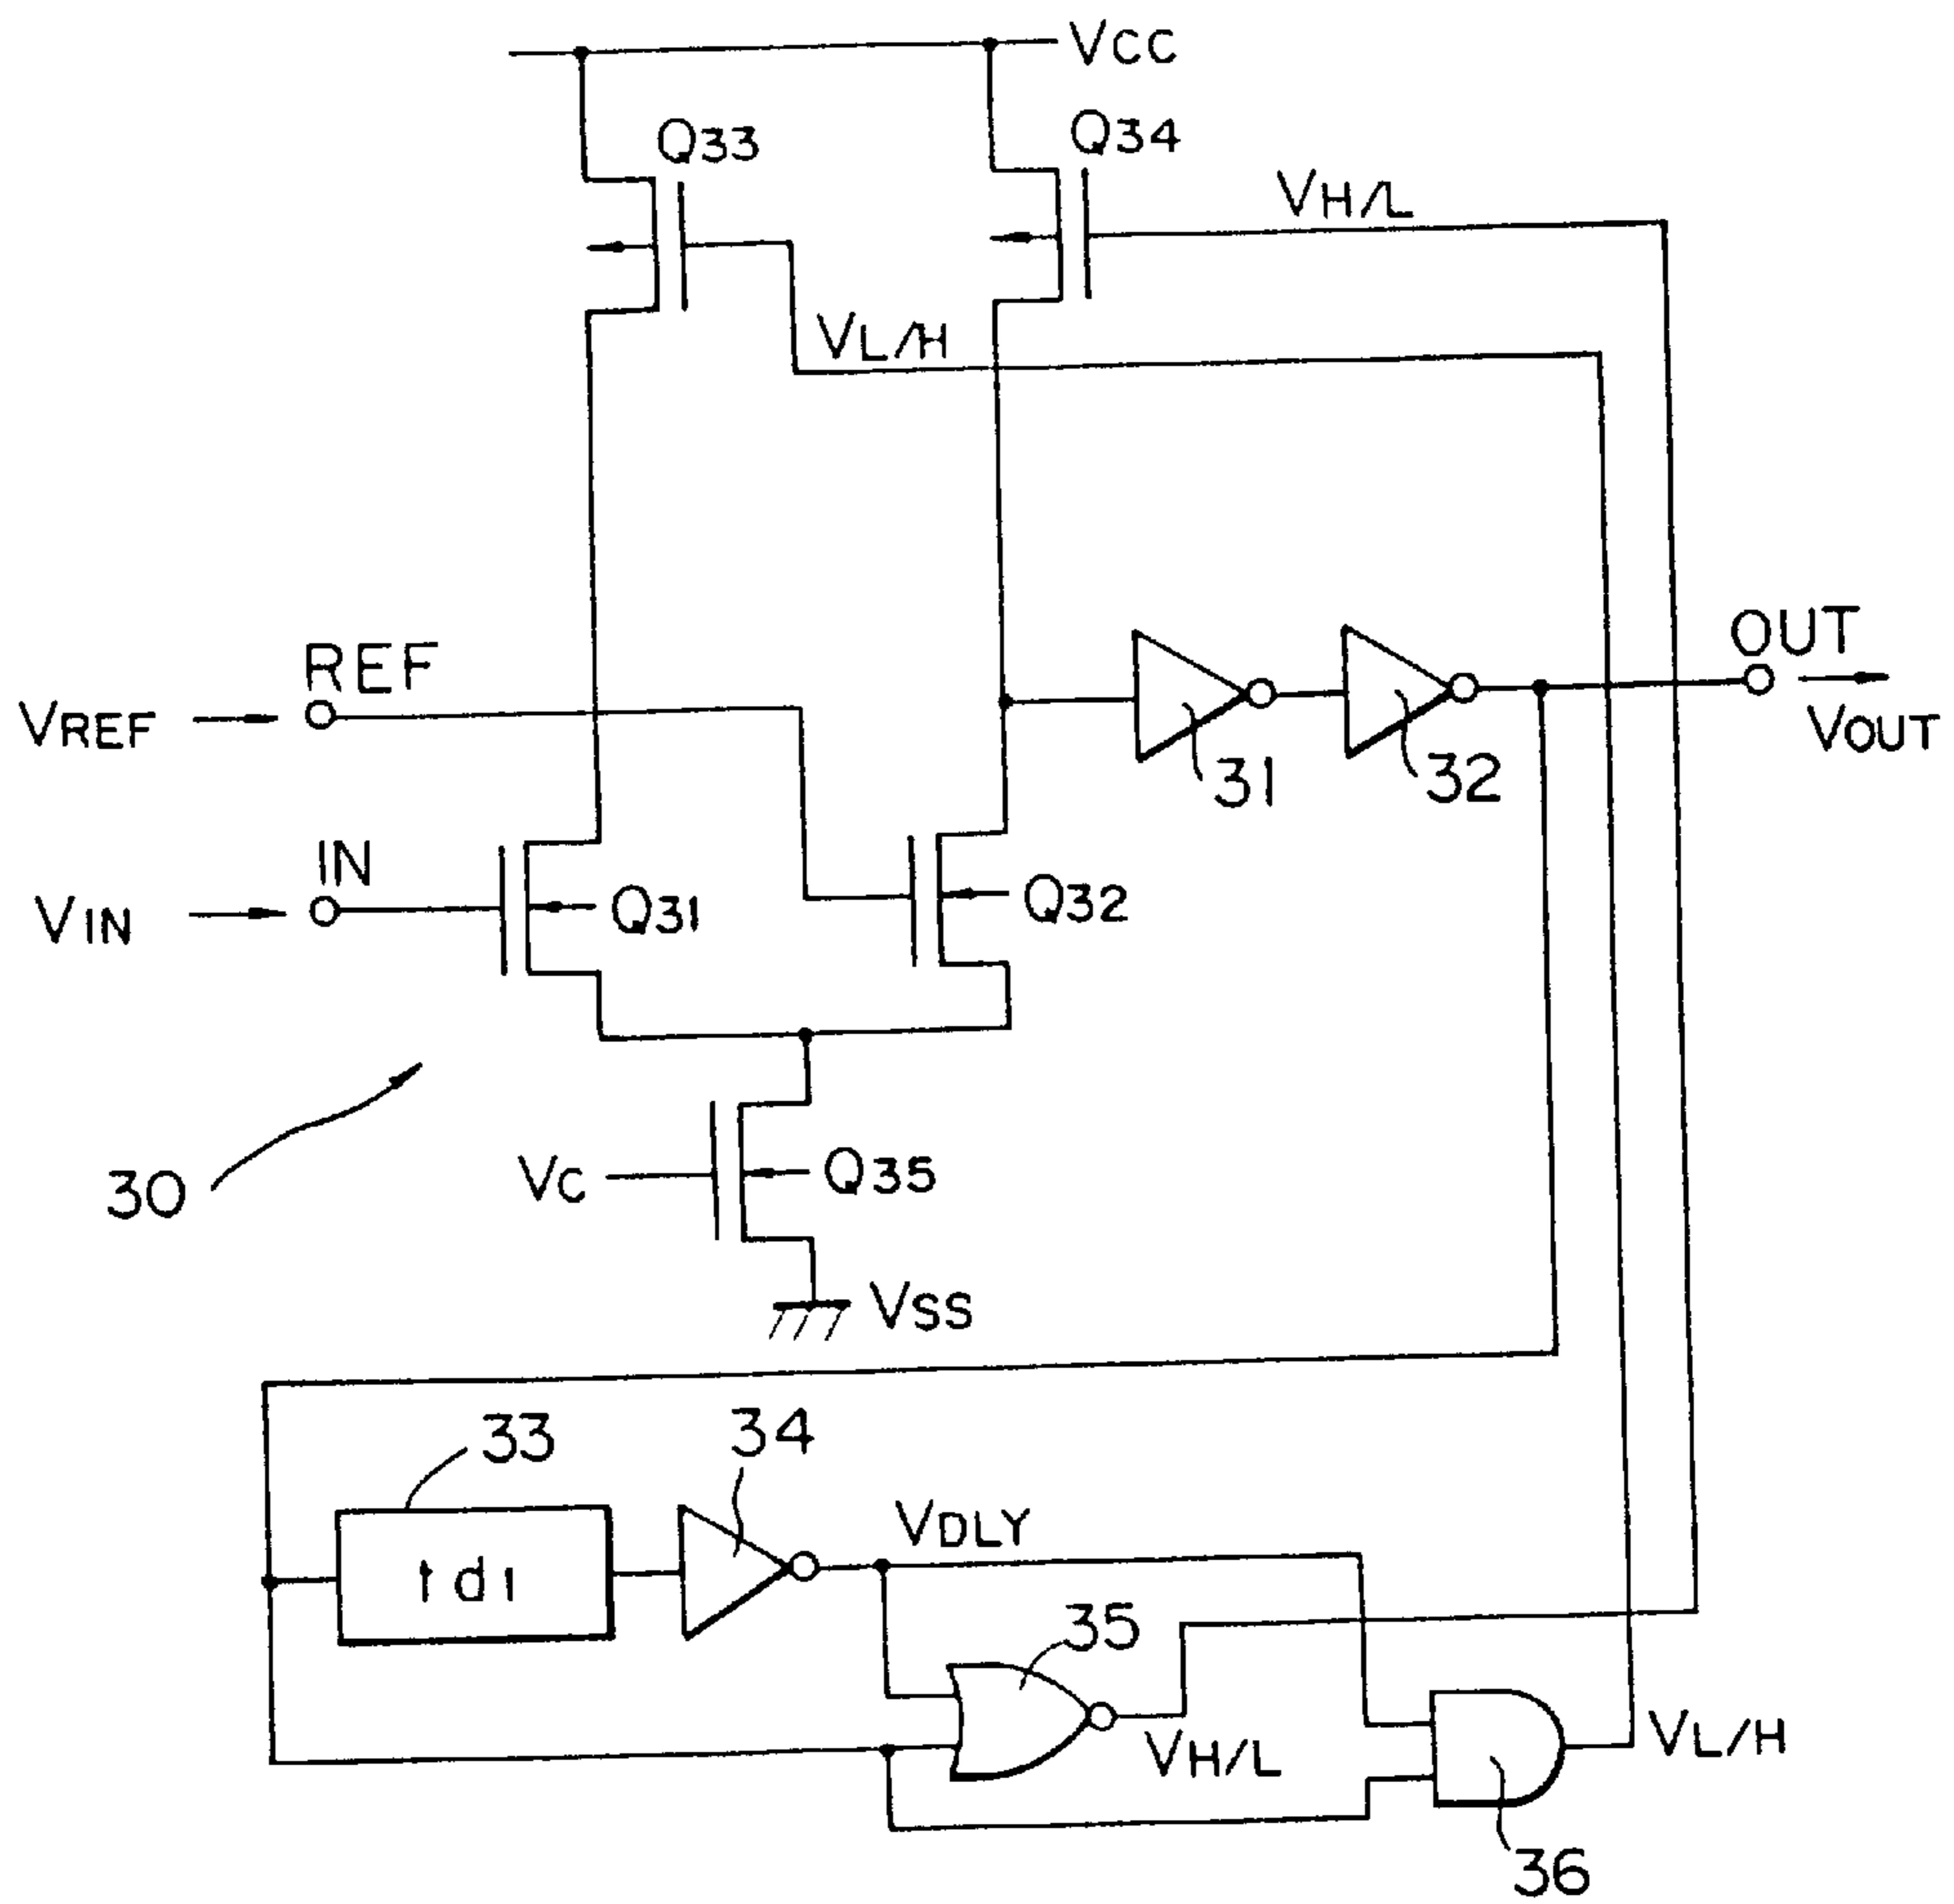 VCC
Q33
Q34
VH/L
VL/H
REF
VREF
OUT
VOUT
31
32
IN
VIN
Q31
Q32
30
VC
Q35
VSS
33
34
VDLY
td1
35
VH/L
VL/H
36